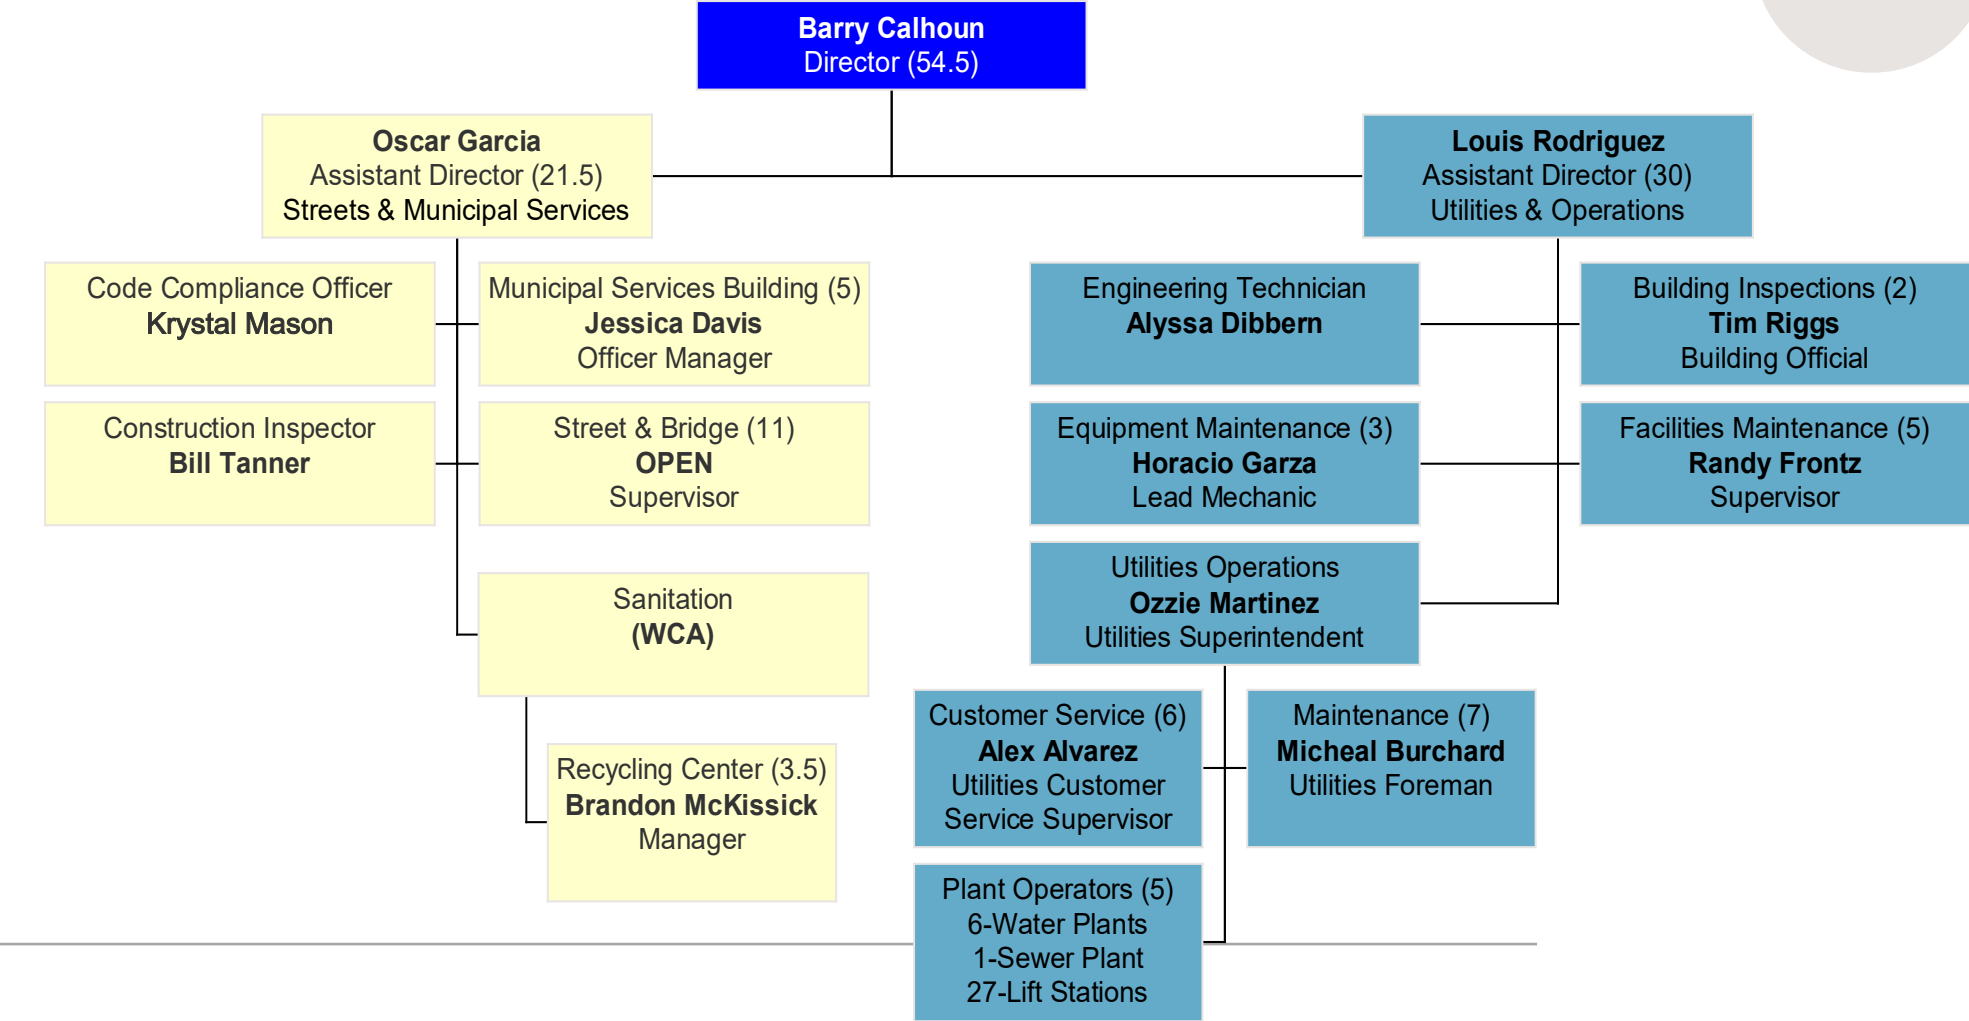 Barry Calhoun
Director (54.5)
Oscar Garcia
Assistant Director (21.5)
Streets & Municipal Services
Louis Rodriguez
Assistant Director (30)
Utilities & Operations
Code Compliance Officer
Krystal Mason
Municipal Services Building (5)
Jessica Davis
Officer Manager
Engineering Technician
Alyssa Dibbern
Building Inspections (2)
Tim Riggs
Building Official
Construction Inspector
Bill Tanner
Street & Bridge (11)
OPEN
Supervisor
Equipment Maintenance (3)
Horacio Garza
Lead Mechanic
Facilities Maintenance (5)
Randy Frontz
Supervisor
Sanitation
(WCA)
Utilities Operations
Ozzie Martinez
Utilities Superintendent
Recycling Center (3.5)
Brandon McKissick
Manager
Customer Service (6)
Alex Alvarez
Utilities Customer
Service Supervisor
Maintenance (7)
Micheal Burchard
Utilities Foreman
Plant Operators (5)
6-Water Plants
1-Sewer Plant
27-Lift Stations